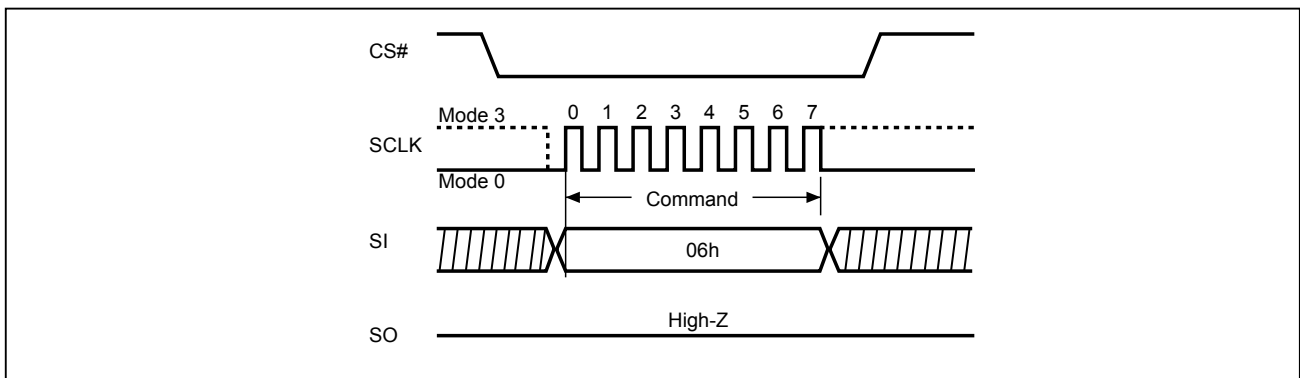 CS#
Mode 3 0 1 2 3 4 5 6 7
SCLK
Mode 0
Command
SI
06h
High-Z
SO